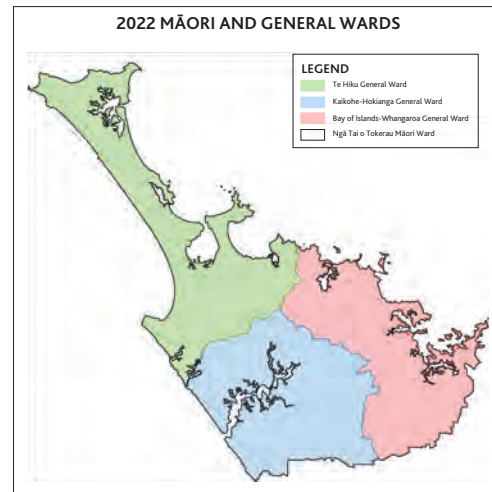 2022 MĀORI AND GENERAL WARDS
LEGEND
Te Hiku General Ward
Kaikohe-Hokianga General Ward
Bay of Islands-Whangaroa General Ward
Ngā Tai o Tokerau Māori Ward